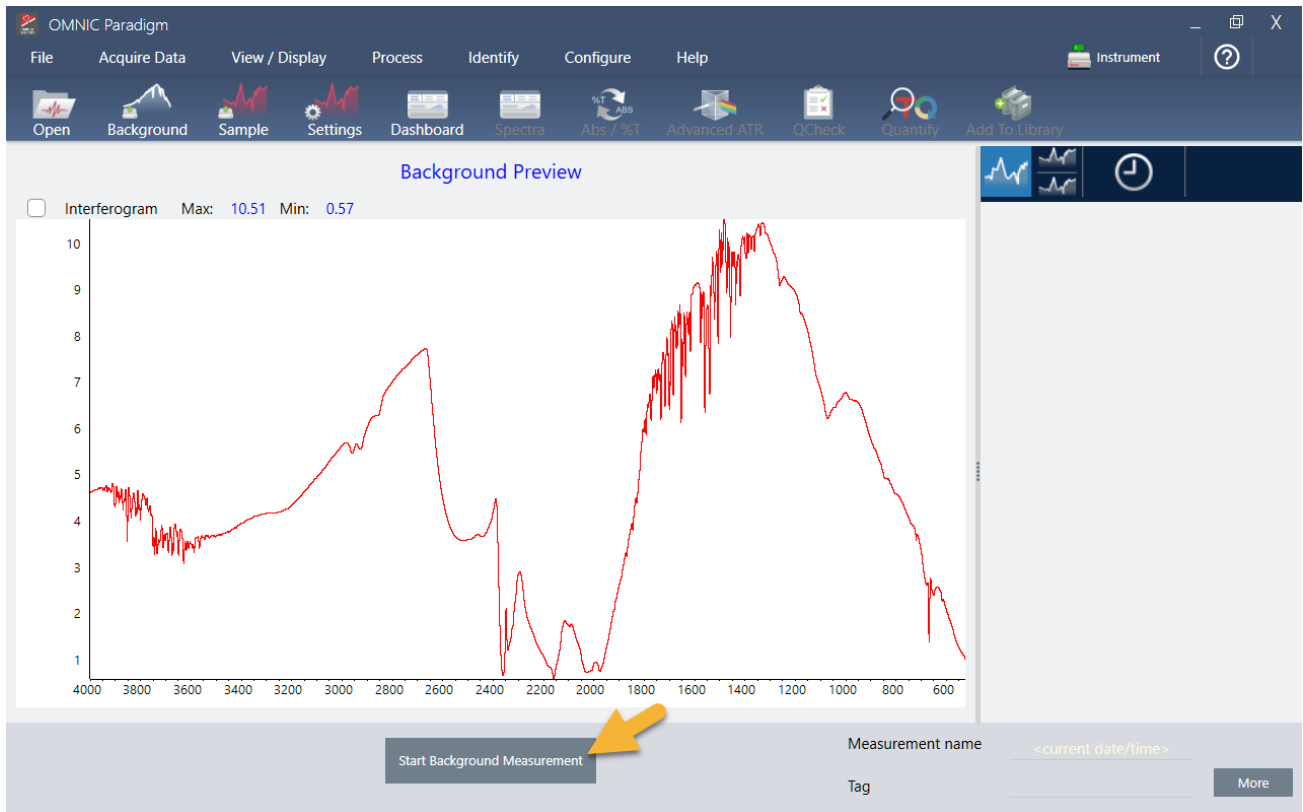 OMNIC Paradigm
X
File Acquire Data View / Display Process Identify Configure Help Instrument ?
%T ABS
Open Background Sample Settings Dashboard Spectra Abs / %T Advanced ATR QCheck Quantify Add To Library
Background Preview
Interferogram Max: 10.51 Min: 0.57
10
9
8
7
6
5
4
3
2
1
4000 3800 3600 3400 3200 3000 2800 2600 2400 2200 2000 1800 1600 1400 1200 1000 800 600
Start Background Measurement
Measurement name <current date/time>
Tag
More